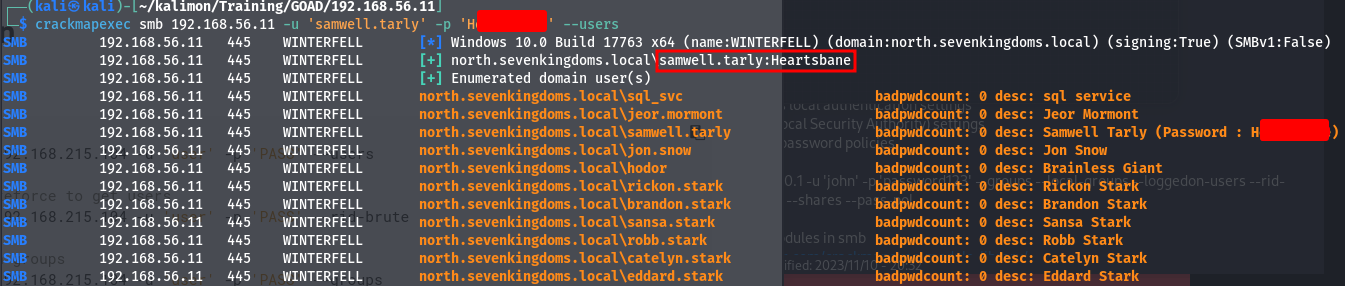 ┌──(kali㉿kali)-[~/kalimon/Training/GOAD/192.168.56.11]
└─$ crackmapexec smb 192.168.56.11 -u 'samwell.tarly' -p 'H ' --users
SMB 192.168.56.11 445 WINTERFELL [*] Windows 10.0 Build 17763 x64 (name:WINTERFELL) (domain:north.sevenkingdoms.local) (signing:True) (SMBv1:False)
SMB 192.168.56.11 445 WINTERFELL [+] north.sevenkingdoms.local\samwell.tarly:Heartsbane
SMB 192.168.56.11 445 WINTERFELL [+] Enumerated domain user(s)
SMB 192.168.56.11 445 WINTERFELL north.sevenkingdoms.local\sql_svc badpwdcount: 0 desc: sql service
SMB 192.168.56.11 445 WINTERFELL north.sevenkingdoms.local\jeor.mormont badpwdcount: 0 desc: Jeor Mormont
SMB 192.168.56.11 445 WINTERFELL north.sevenkingdoms.local\samwell.tarly badpwdcount: 0 desc: Samwell Tarly (Password : H )
SMB 192.168.56.11 445 WINTERFELL north.sevenkingdoms.local\jon.snow badpwdcount: 0 desc: Jon Snow
SMB 192.168.56.11 445 WINTERFELL north.sevenkingdoms.local\hodor badpwdcount: 0 desc: Brainless Giant
SMB 192.168.56.11 445 WINTERFELL north.sevenkingdoms.local\rickon.stark badpwdcount: 0 desc: Rickon Stark
SMB 192.168.56.11 445 WINTERFELL north.sevenkingdoms.local\brandon.stark badpwdcount: 0 desc: Brandon Stark
SMB 192.168.56.11 445 WINTERFELL north.sevenkingdoms.local\sansa.stark badpwdcount: 0 desc: Sansa Stark
SMB 192.168.56.11 445 WINTERFELL north.sevenkingdoms.local\robb.stark badpwdcount: 0 desc: Robb Stark
SMB 192.168.56.11 445 WINTERFELL north.sevenkingdoms.local\catelyn.stark badpwdcount: 0 desc: Catelyn Stark
SMB 192.168.56.11 445 WINTERFELL north.sevenkingdoms.local\eddard.stark badpwdcount: 0 desc: Eddard Stark